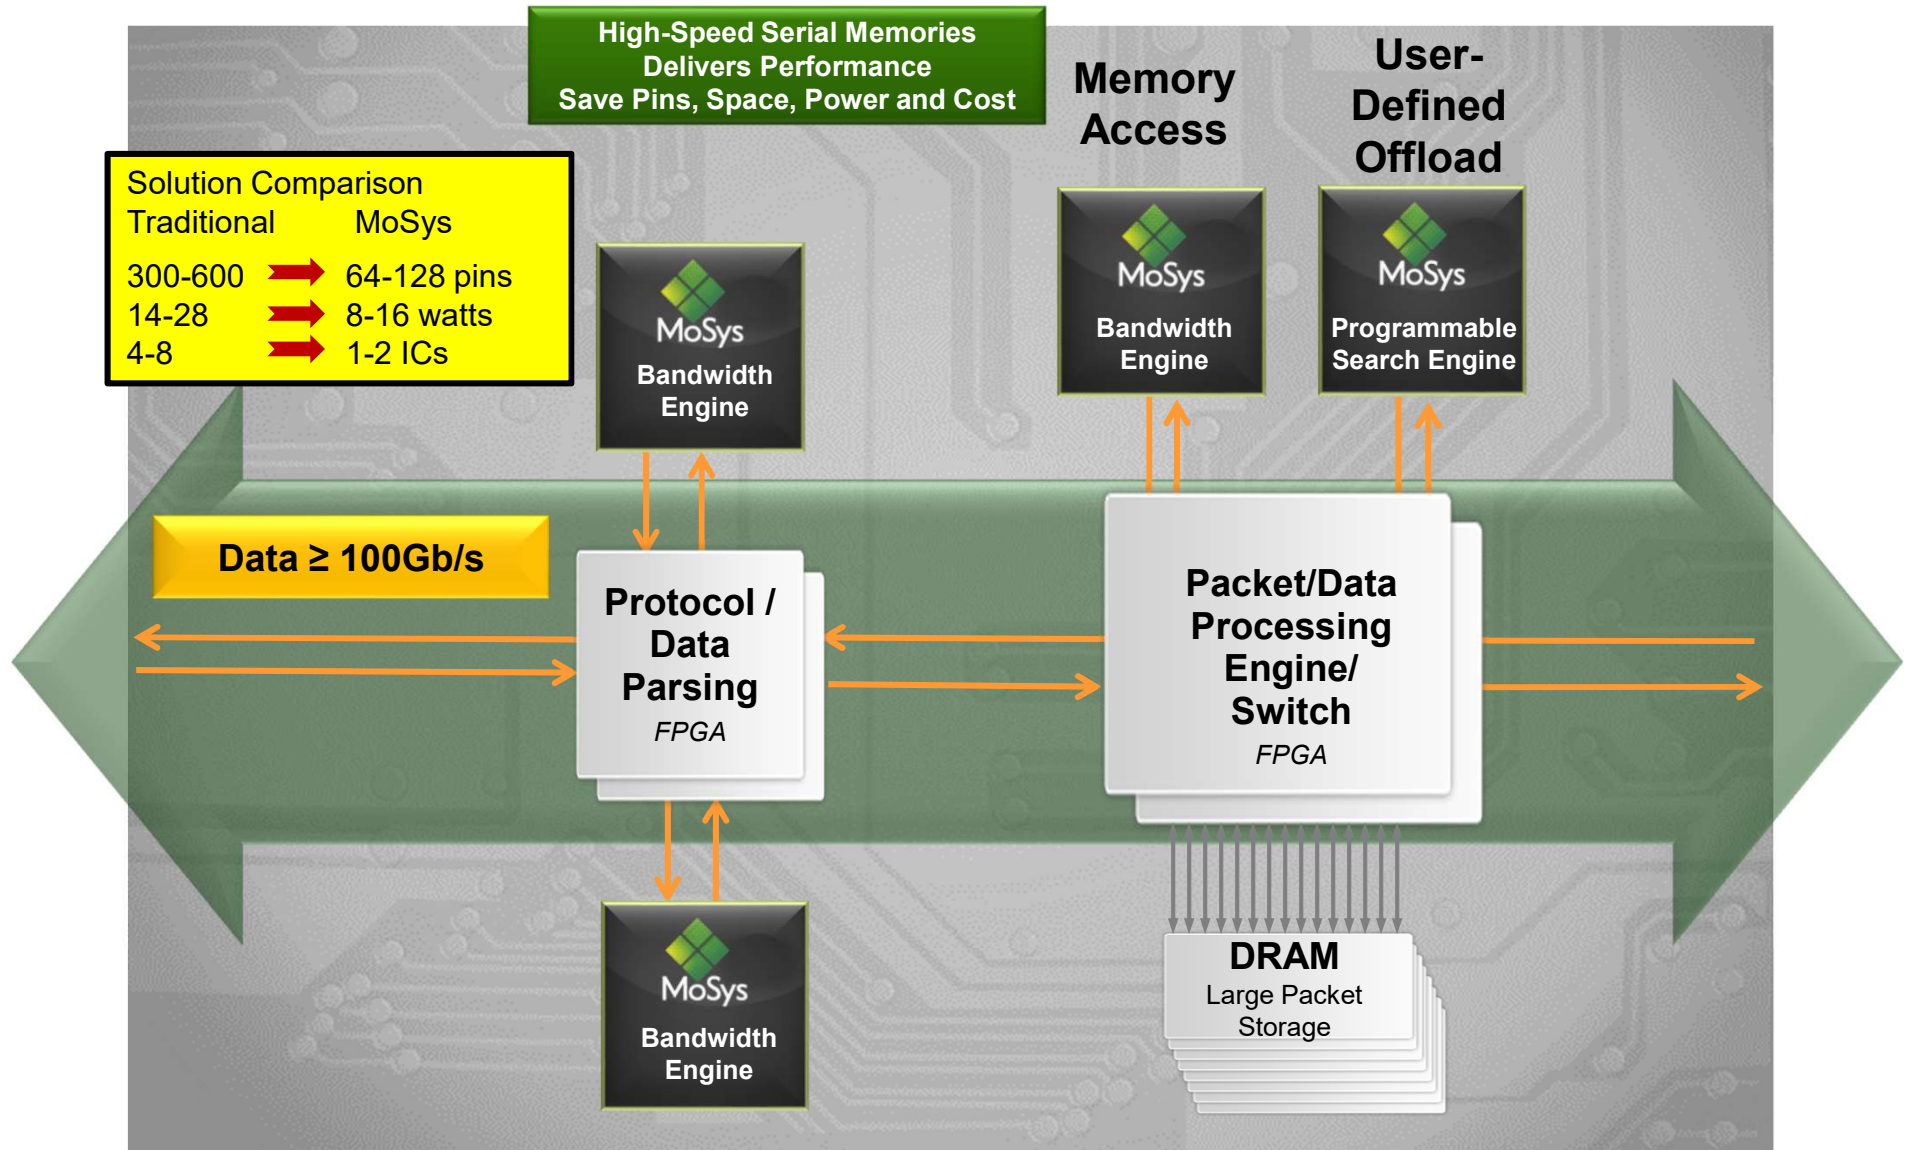 High-Speed Serial Memories
Delivers Performance
Save Pins, Space, Power and Cost
Memory
Access
User-
Defined
Offload
Solution Comparison
Traditional MoSys
300-600 64-128 pins
14-28 8-16 watts
4-8 1-2 ICs
MoSys
Bandwidth
Engine
MoSys
Bandwidth
Engine
MoSys
Programmable
Search Engine
Data ≥ 100Gb/s
Protocol /
Data
Parsing
FPGA
Packet/Data
Processing
Engine/
Switch
FPGA
MoSys
Bandwidth
Engine
DRAM
Large Packet
Storage